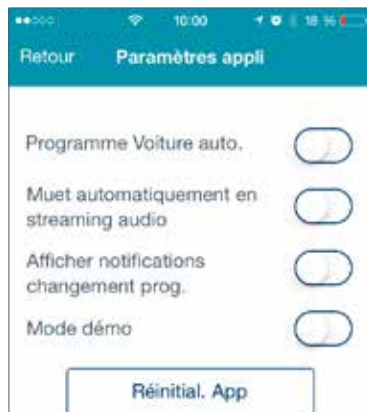 10:00 18 %
Retour Paramètres appli
Programme Voiture auto.
Muet automatiquement en
streaming audio
Afficher notifications
changement prog.
Mode démo
Réinitial. App